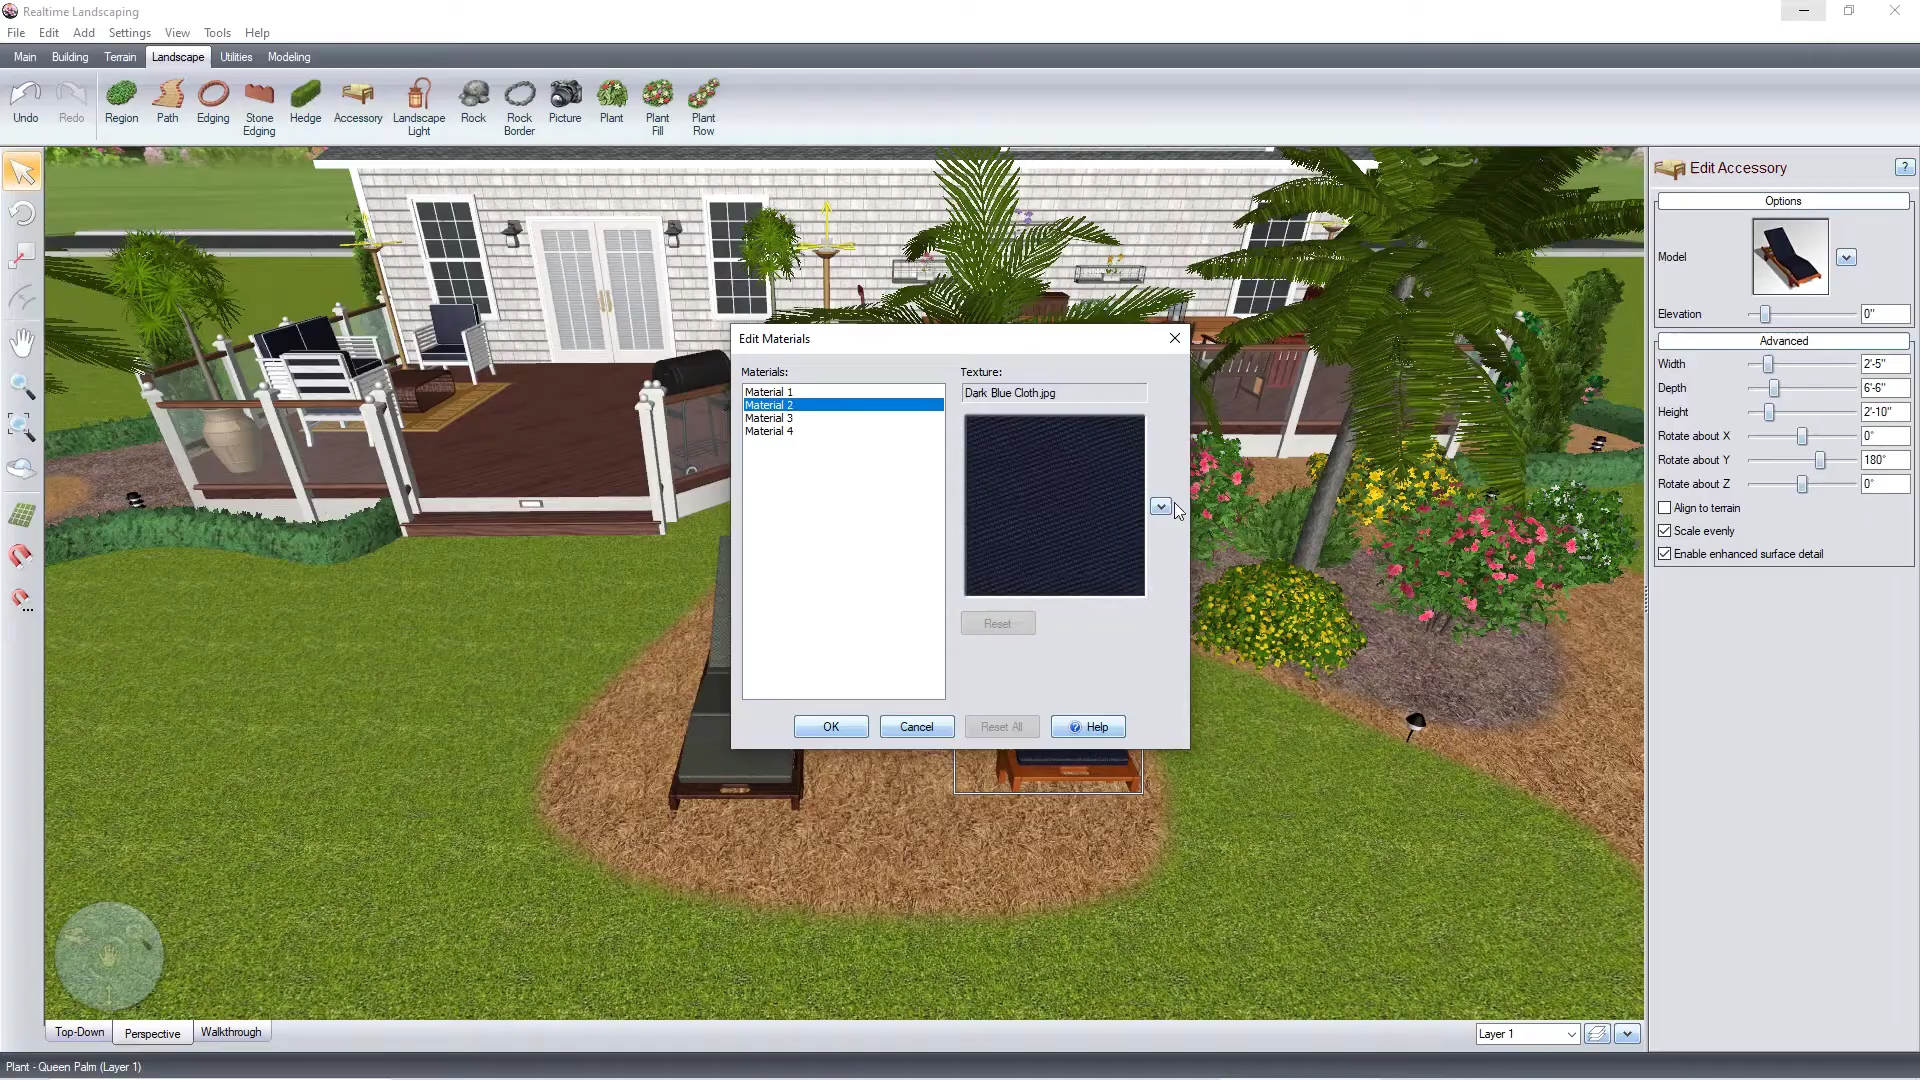 Realtime Landscaping
File Edit Add Settings View Tools Help
Main Building Terrain Landscape Utilities Modeling
Undo Redo Region Path Edging Stone Edging Hedge Accessory Landscape Light Rock Rock Border Picture Plant Plant Fill Plant Row
Edit Accessory ?
Options
Model
Elevation 0"
Advanced
Width 2'-5"
Depth 6'-6"
Height 2'-10"
Rotate about X 0°
Rotate about Y 180°
Rotate about Z 0°
Align to terrain
Scale evenly
Enable enhanced surface detail
Edit Materials
Materials:
Material 1
Material 2
Material 3
Material 4
Texture:
Dark Blue Cloth.jpg
Reset
OK Cancel Reset All ? Help
Top-Down Perspective Walkthrough
Layer 1
Plant - Queen Palm (Layer 1)